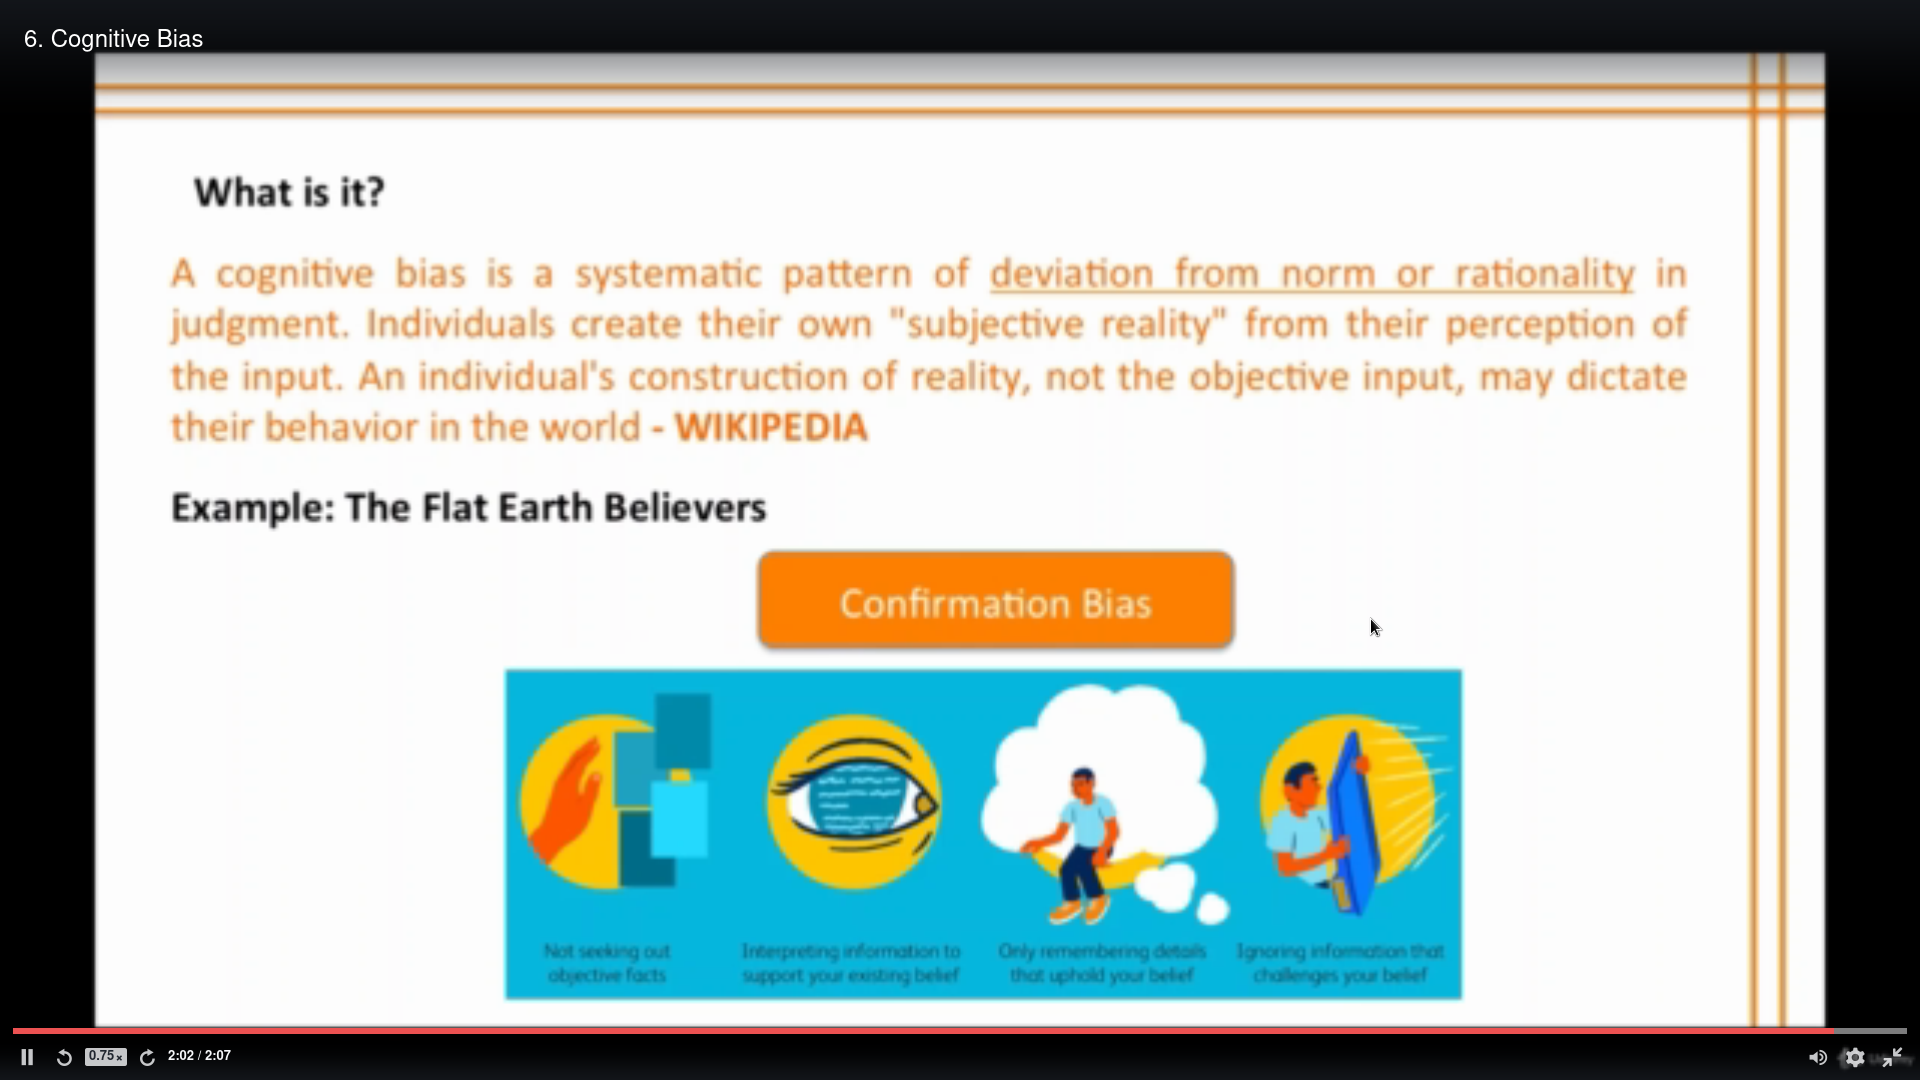 6. Cognitive Bias
What is it?
A cognitive bias is a systematic pattern of deviation from norm or rationality in
judgment. Individuals create their own "subjective reality" from their perception of
the input. An individual's construction of reality, not the objective input, may dictate
their behavior in the world - WIKIPEDIA
Example: The Flat Earth Believers
Confirmation Bias
Not seeking out
objective facts
Interpreting information to
support your existing belief
Only remembering details
that uphold your belief
Ignoring information that
challenges your belief
0.75x
2:02 / 2:07